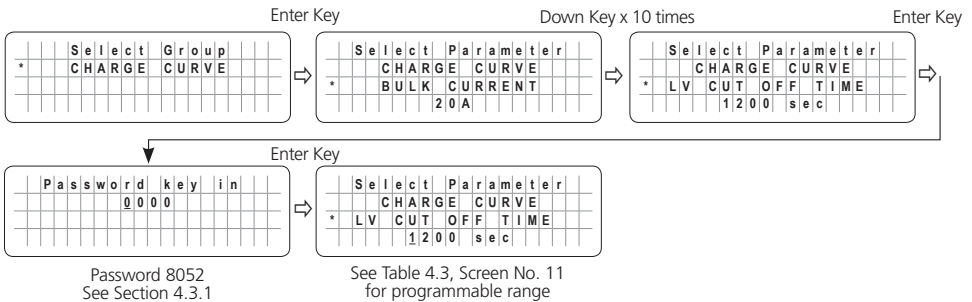 Enter Key
Down Key x 10 times
Enter Key
Select Group
* CHARGE CURVE
Select Parameter
CHARGE CURVE
* BULK CURRENT
20A
Select Parameter
CHARGE CURVE
* LV CUT OFF TIME
1200 sec
Enter Key
Password key in
0000
Select Parameter
CHARGE CURVE
* LV CUT OFF TIME
1200 sec
Password 8052
See Section 4.3.1
See Table 4.3, Screen No. 11
for programmable range